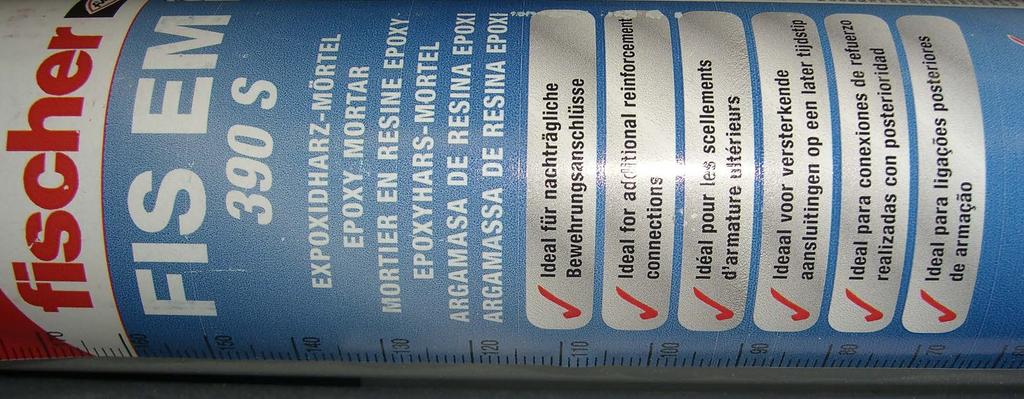 fischer
FIS EM
390 S
EXPOXIDHARZ-MÖRTEL
EPOXY MORTAR
MORTIER EN RESINE EPOXY
EPOXYHARS-MORTEL
ARGAMASA DE RESINA EPOXI
ARGAMASSA DE RESINA EPOXI
Ideal für nachträgliche
Bewehrungsanschlüsse
Ideal for additional reinforcement
connections
Idéal pour les scellements
d'armature ultérieurs
Ideaal voor versterkende
aansluitingen op een later tijdstip
Ideal para conexiones de refuerzo
realizadas con posterioridad
Ideal para ligações posteriores
de armação
170
160
150
140
130
120
110
100
90
80
70